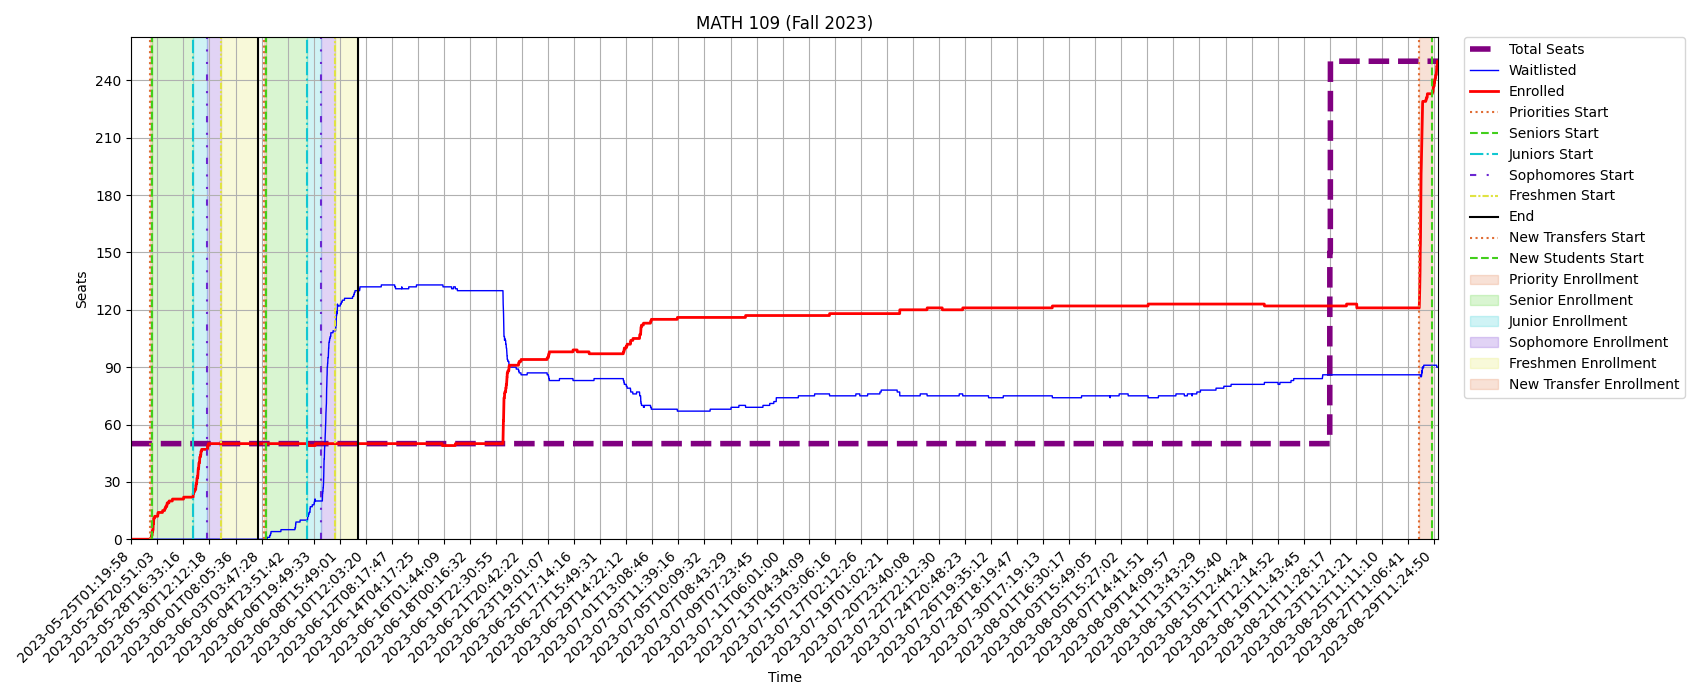 MATH 109 (Fall 2023)
Seats
240
210
180
150
120
90
60
30
0
2023-05-25T01:19:58
2023-05-26T20:51:03
2023-05-28T16:33:16
2023-05-30T12:12:18
2023-06-01T08:05:36
2023-06-03T03:47:28
2023-06-04T23:51:42
2023-06-06T19:49:33
2023-06-08T15:49:01
2023-06-10T12:03:20
2023-06-12T08:17:47
2023-06-14T04:17:25
2023-06-16T01:44:09
2023-06-18T00:16:32
2023-06-19T22:30:55
2023-06-21T20:42:22
2023-06-23T19:01:07
2023-06-25T17:14:16
2023-06-27T15:49:31
2023-06-29T14:22:12
2023-07-01T13:08:46
2023-07-03T11:39:16
2023-07-05T10:09:32
2023-07-07T08:43:29
2023-07-09T07:23:45
2023-07-11T06:01:00
2023-07-13T04:34:09
2023-07-15T03:06:16
2023-07-17T02:12:26
2023-07-19T01:02:21
2023-07-20T23:40:08
2023-07-22T22:12:30
2023-07-24T20:48:23
2023-07-26T19:35:12
2023-07-28T18:19:47
2023-07-30T17:19:13
2023-08-01T16:30:17
2023-08-03T15:49:05
2023-08-05T15:27:02
2023-08-07T14:41:51
2023-08-09T14:09:57
2023-08-11T13:43:29
2023-08-13T13:15:40
2023-08-15T12:44:24
2023-08-17T12:14:52
2023-08-19T11:43:45
2023-08-21T11:28:17
2023-08-23T11:21:21
2023-08-25T11:11:10
2023-08-27T11:06:41
2023-08-29T11:24:50
Time
Total Seats
Waitlisted
Enrolled
Priorities Start
Seniors Start
Juniors Start
Sophomores Start
Freshmen Start
End
New Transfers Start
New Students Start
Priority Enrollment
Senior Enrollment
Junior Enrollment
Sophomore Enrollment
Freshmen Enrollment
New Transfer Enrollment